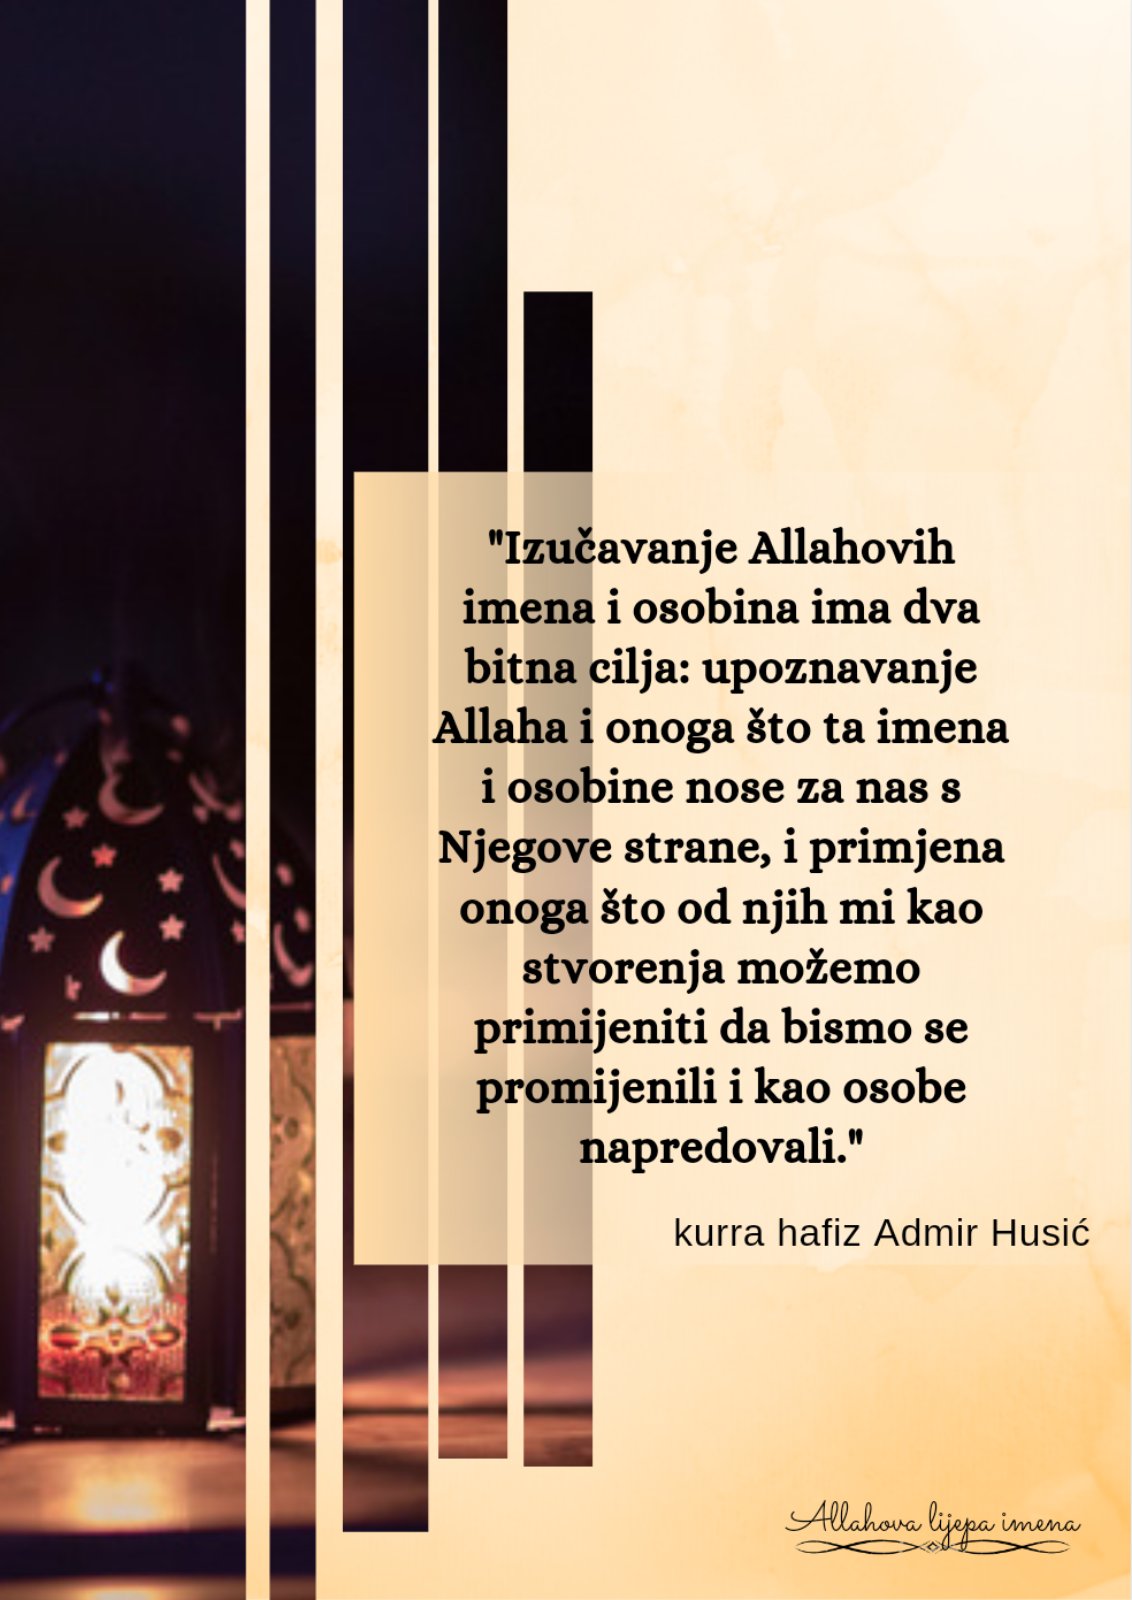 "Izučavanje Allahovih
imena i osobina ima dva
bitna cilja: upoznavanje
Allaha i onoga što ta imena
i osobine nose za nas s
Njegove strane, i primjena
onoga što od njih mi kao
stvorenja možemo
primijeniti da bismo se
promijenili i kao osobe
napredovali."
kurra hafiz Admir Husić
Allahova lijepa imena